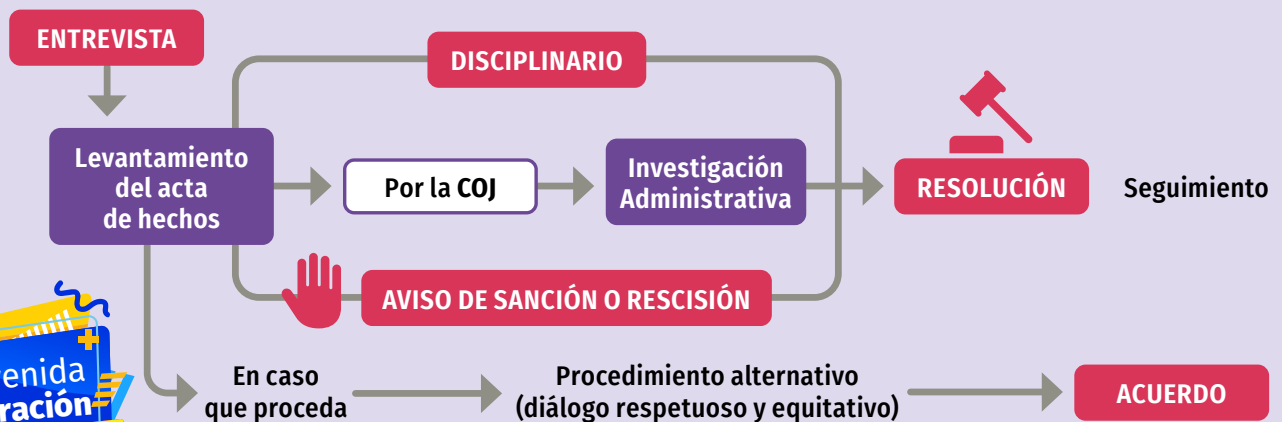 ENTREVISTA
DISCIPLINARIO
Levantamiento
del acta
de hechos
Por la COJ
Investigación
Administrativa
RESOLUCIÓN
Seguimiento
AVISO DE SANCIÓN O RESCISIÓN
En caso
que proceda
Procedimiento alternativo
(diálogo respetuoso y equitativo)
ACUERDO